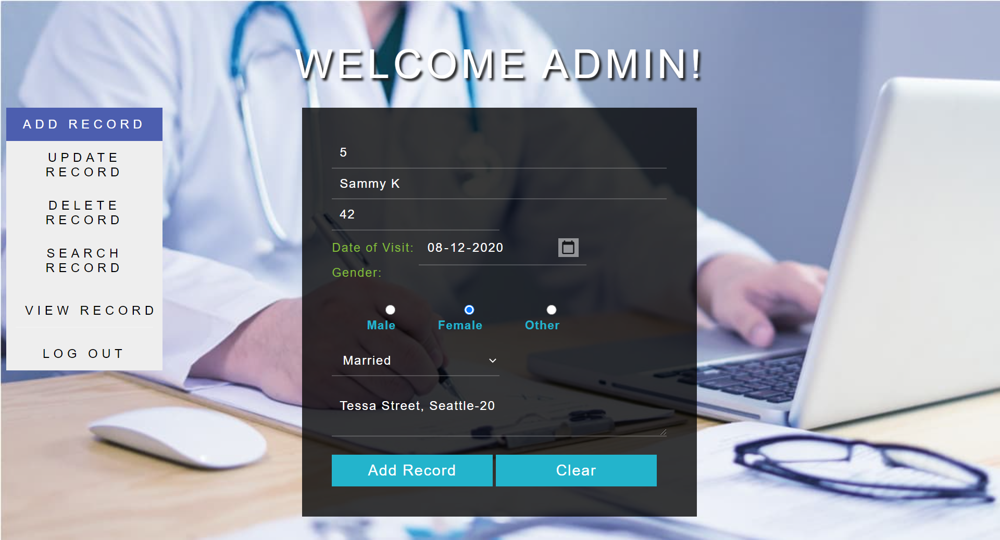 WELCOME ADMIN!
ADD RECORD
UPDATE
RECORD
DELETE
RECORD
SEARCH
RECORD
VIEW RECORD
LOG OUT
5
Sammy K
42
Date of Visit: 08-12-2020
Gender:
Male Female Other
Married
Tessa Street, Seattle-20
Add Record Clear